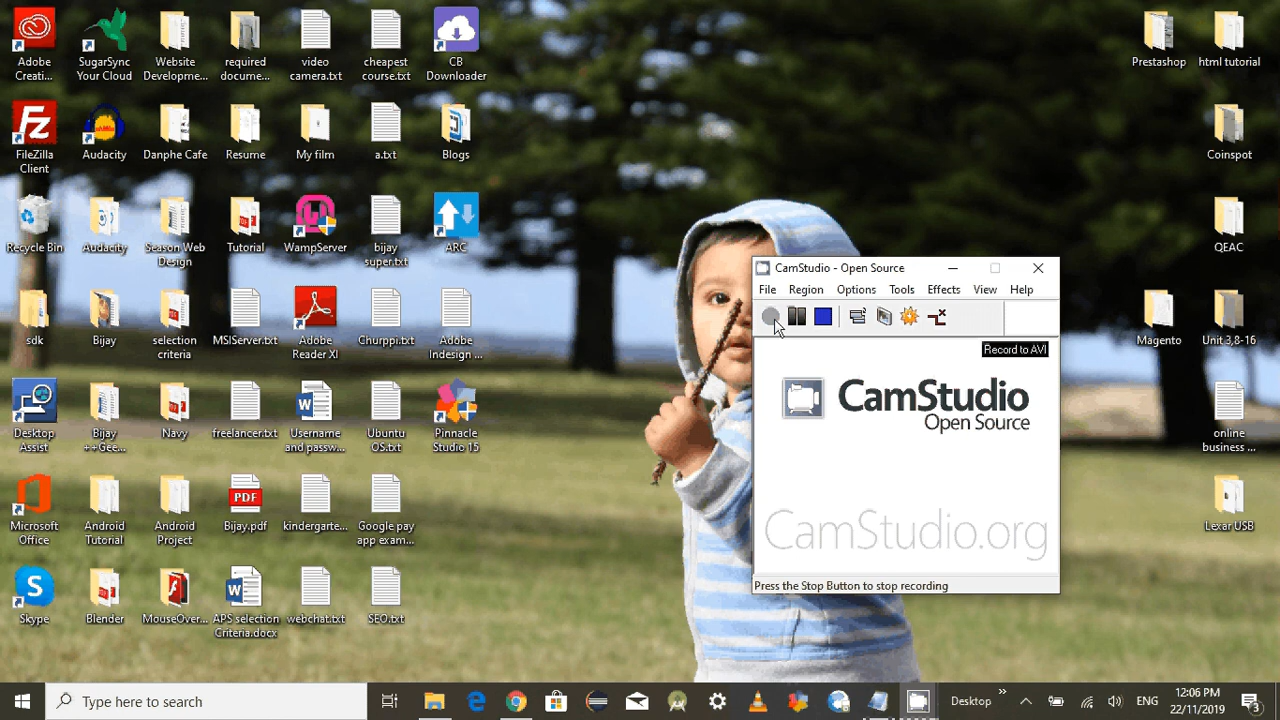 Adobe
Creati...
SugarSync
Your Cloud
Website
Developme...
required
docume...
video
camera.txt
cheapest
course.txt
CB
Downloader
Prestashop
html tutorial
FileZilla
Client
Audacity
Danphe Cafe
Resume
My film
a.txt
Blogs
Coinspot
Recycle Bin
Audacity
Season Web
Design
Tutorial
WampServer
bijay
super.txt
ARC
QEAC
sdk
Bijay
selection
criteria
MSIServer.txt
Adobe
Reader XI
Churppi.txt
Adobe
Indesign ...
Magento
Unit 3,8-16
Desktop
Assist
Bijay
++Gee...
Navy
freelancer.txt
Username
and passw...
Ubuntu
OS.txt
Pinnacle
Studio 15
online
business ...
Microsoft
Office
Android
Tutorial
Android
Project
PDF
Bijay.pdf
kindergarte...
Google pay
app exam...
Lexar USB
Skype
Blender
MouseOver...
APS selection
Criteria.docx
webchat.txt
SEO.txt
CamStudio - Open Source
File Region Options Tools Effects View Help
Record to AVI
CamStudio
Open Source
CamStudio.org
Press the Stop Button to stop recording
Type here to search
Desktop
ENG
12:06 PM
22/11/2019